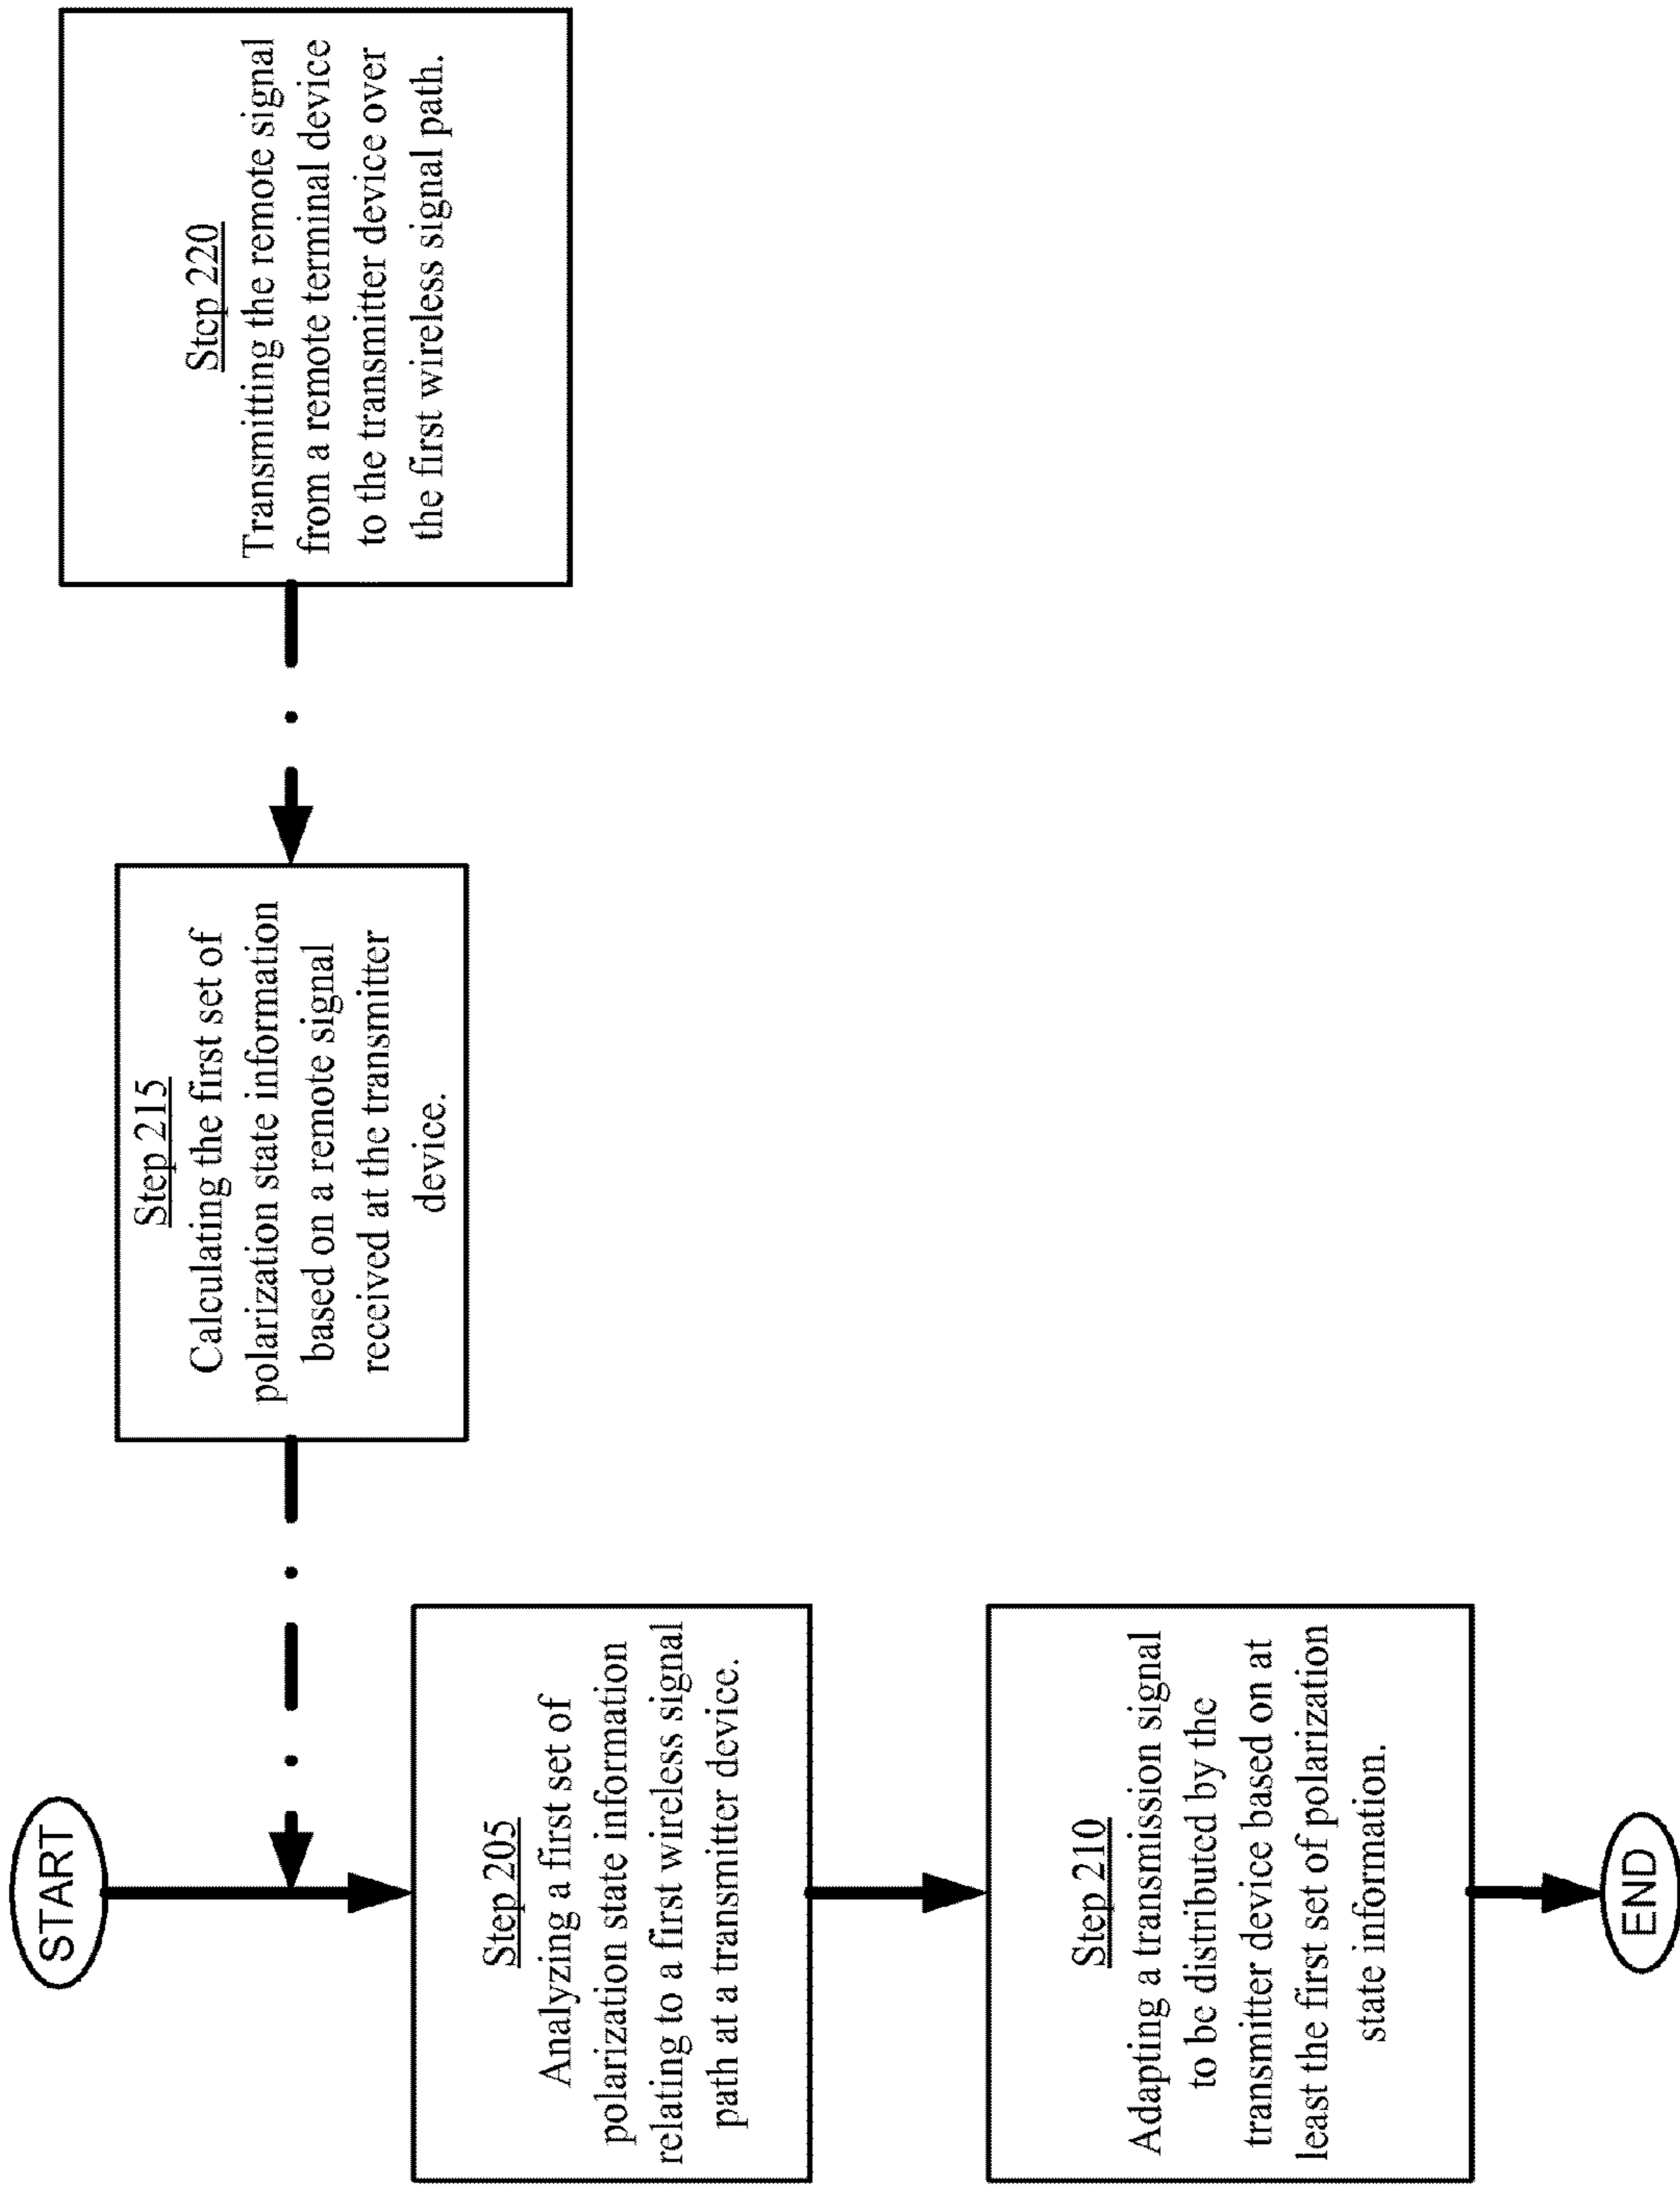 START
Step 205
Analyzing a first set of
polarization state information
relating to a first wireless signal
path at a transmitter device.
Step 210
Adapting a transmission signal
to be distributed by the
transmitter device based on at
least the first set of polarization
state information.
END
Step 215
Calculating the first set of
polarization state information
based on a remote signal
received at the transmitter
device.
Step 220
Transmitting the remote signal
from a remote terminal device
to the transmitter device over
the first wireless signal path.